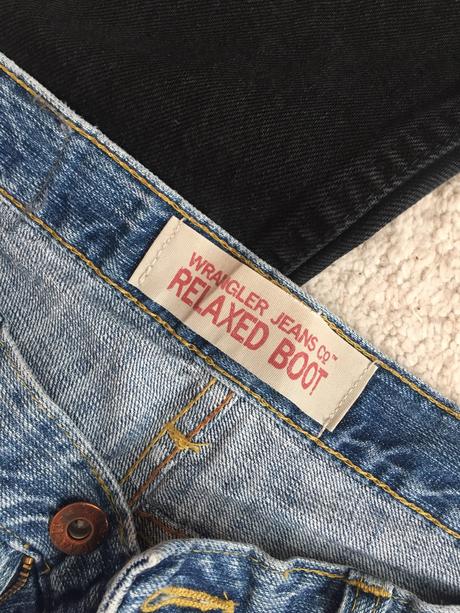 WRANGLER JEANS Co™
RELAXED BOOT